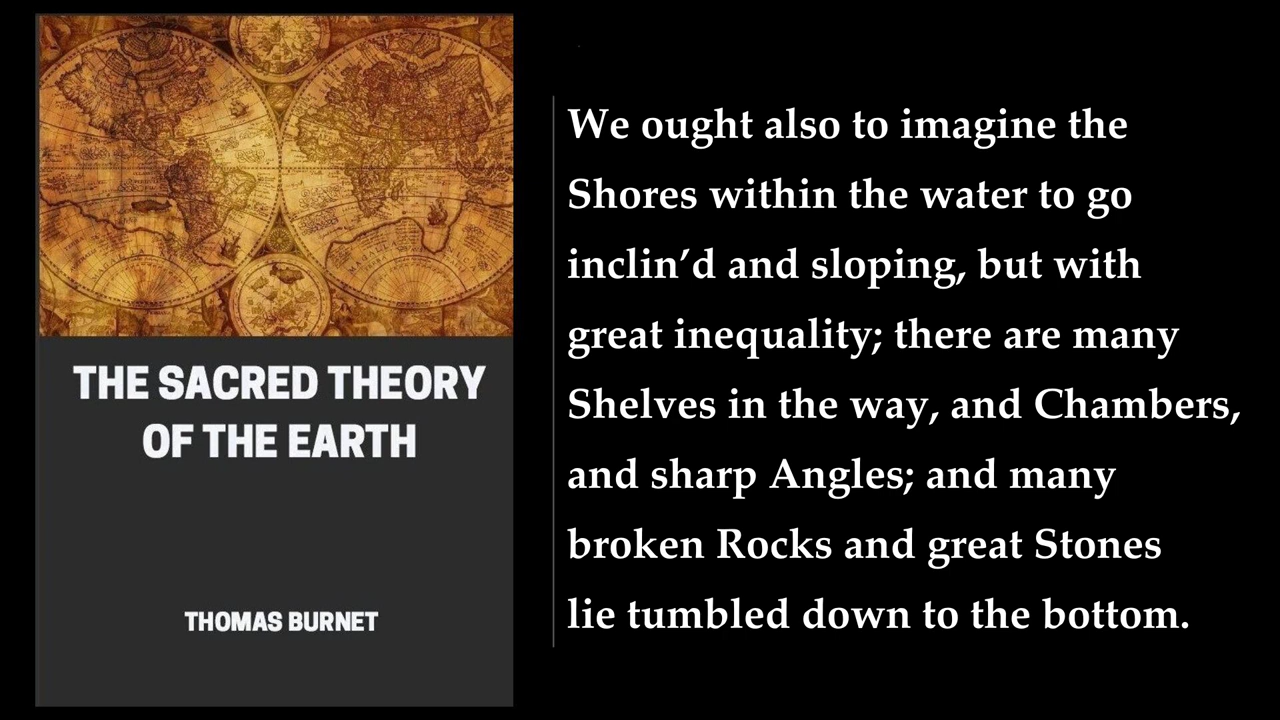 THE SACRED THEORY
OF THE EARTH
THOMAS BURNET
We ought also to imagine the
Shores within the water to go
inclin’d and sloping, but with
great inequality; there are many
Shelves in the way, and Chambers,
and sharp Angles; and many
broken Rocks and great Stones
lie tumbled down to the bottom.